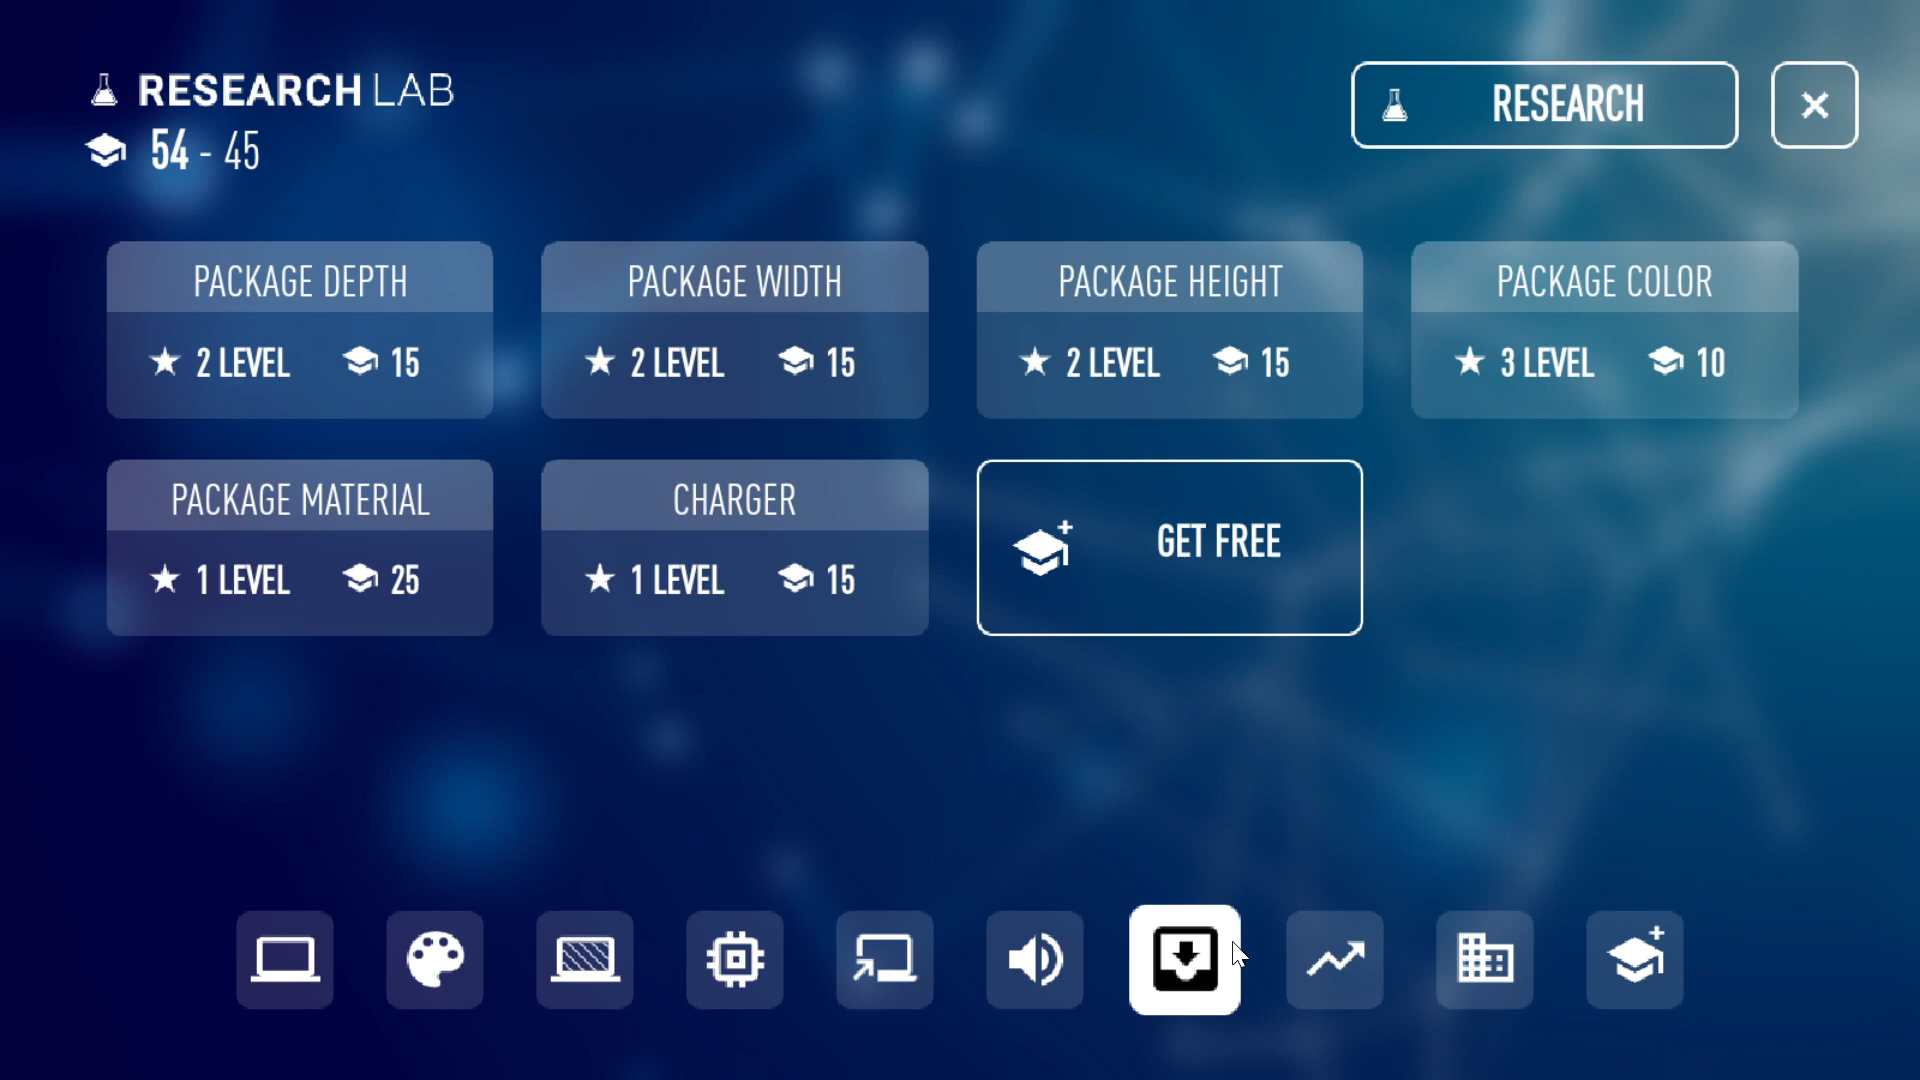 RESEARCH LAB
54 - 45
RESEARCH
PACKAGE DEPTH
2 LEVEL 15
PACKAGE WIDTH
2 LEVEL 15
PACKAGE HEIGHT
2 LEVEL 15
PACKAGE COLOR
3 LEVEL 10
PACKAGE MATERIAL
1 LEVEL 25
CHARGER
1 LEVEL 15
GET FREE